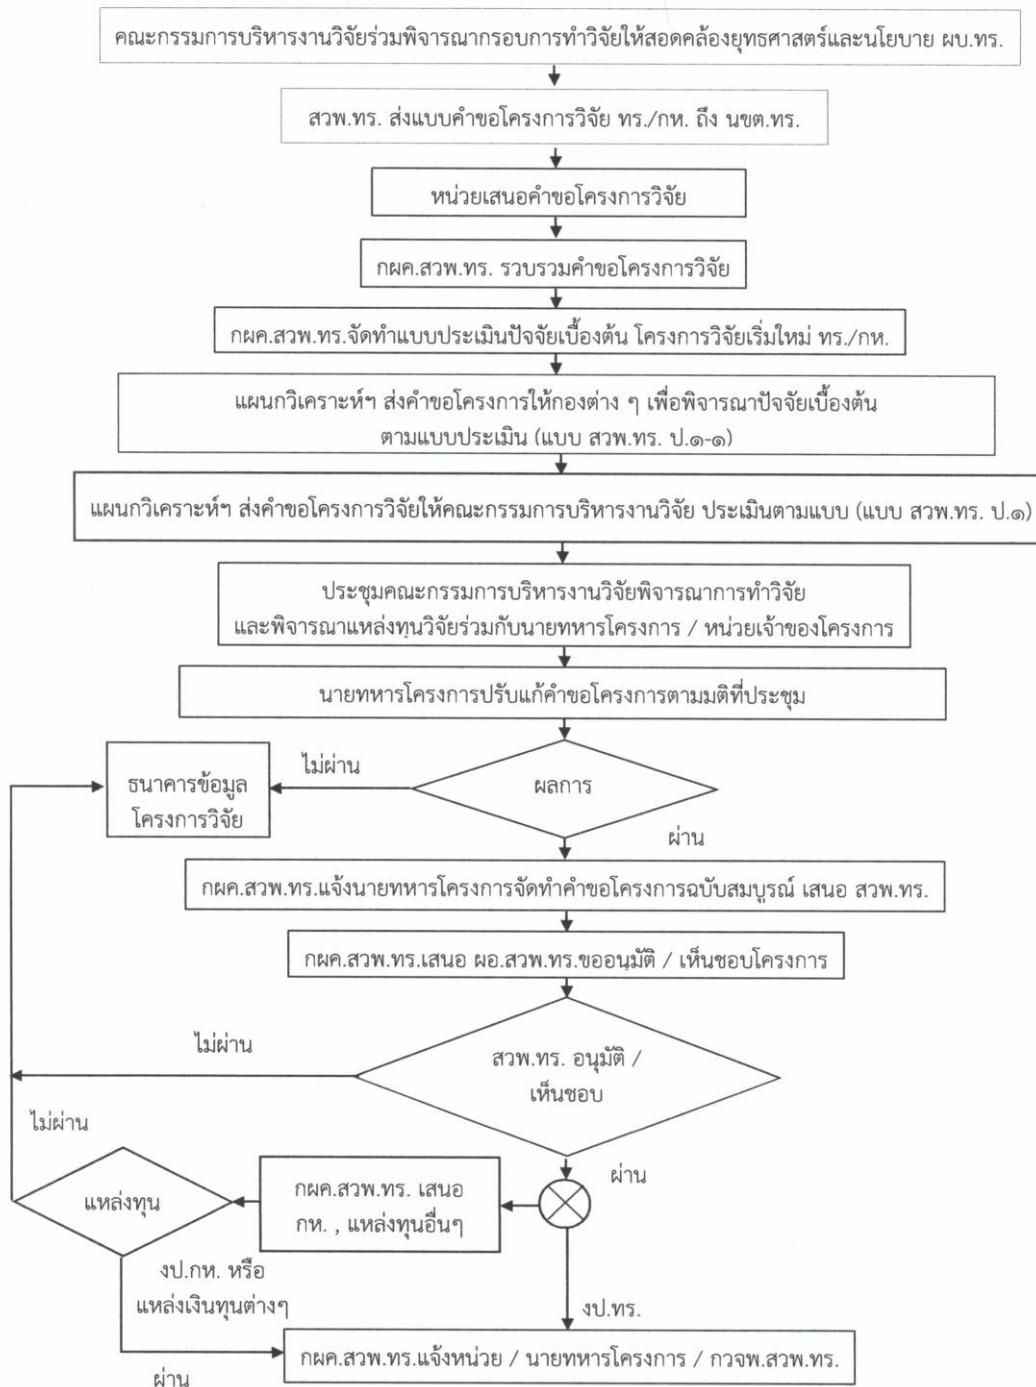 คณะกรรมการบริหารงานวิจัยร่วมพิจารณากรอบการทำวิจัยให้สอดคล้องยุทธศาสตร์และนโยบาย ผบ.ทร.
สวพ.ทร. ส่งแบบคำขอโครงการวิจัย ทร./กห. ถึง นขต.ทร.
หน่วยเสนอคำขอโครงการวิจัย
กผค.สวพ.ทร. รวบรวมคำขอโครงการวิจัย
กผค.สวพ.ทร.จัดทำแบบประเมินปัจจัยเบื้องต้น โครงการวิจัยเริ่มใหม่ ทร./กห.
แผนกวิเคราะห์ฯ ส่งคำขอโครงการให้กองต่าง ๆ เพื่อพิจารณาปัจจัยเบื้องต้น
ตามแบบประเมิน (แบบ สวพ.ทร. ป.๑-๑)
แผนกวิเคราะห์ฯ ส่งคำขอโครงการวิจัยให้คณะกรรมการบริหารงานวิจัย ประเมินตามแบบ (แบบ สวพ.ทร. ป.๑)
ประชุมคณะกรรมการบริหารงานวิจัยพิจารณาการทำวิจัย
และพิจารณาแหล่งทุนวิจัยร่วมกับนายทหารโครงการ / หน่วยเจ้าของโครงการ
นายทหารโครงการปรับแก้คำขอโครงการตามมติที่ประชุม
ธนาคารข้อมูล
โครงการวิจัย
ไม่ผ่าน
ผลการ
ผ่าน
กผค.สวพ.ทร.แจ้งนายทหารโครงการจัดทำคำขอโครงการฉบับสมบูรณ์ เสนอ สวพ.ทร.
กผค.สวพ.ทร.เสนอ ผอ.สวพ.ทร.ขออนุมัติ / เห็นชอบโครงการ
ไม่ผ่าน
สวพ.ทร. อนุมัติ /
เห็นชอบ
ไม่ผ่าน
ผ่าน
แหล่งทุน
กผค.สวพ.ทร. เสนอ
กห. , แหล่งทุนอื่นๆ
งป.กห. หรือ
แหล่งเงินทุนต่างๆ
งป.ทร.
กผค.สวพ.ทร.แจ้งหน่วย / นายทหารโครงการ / กวจพ.สวพ.ทร.
ผ่าน